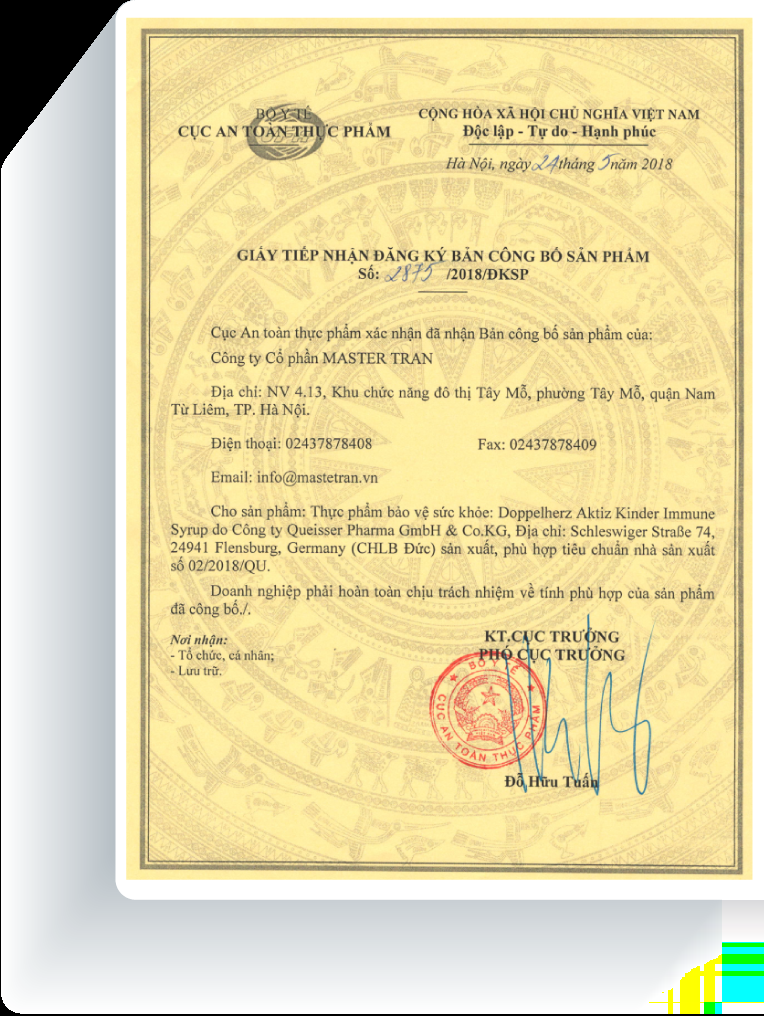 BỘ Y TẾ
CỤC AN TOÀN THỰC PHẨM
CỘNG HÒA XÃ HỘI CHỦ NGHĨA VIỆT NAM
Độc lập - Tự do - Hạnh phúc
Hà Nội, ngày 24 tháng 5 năm 2018
GIẤY TIẾP NHẬN ĐĂNG KÝ BẢN CÔNG BỐ SẢN PHẨM
Số: 2875 /2018/ĐKSP
Cục An toàn thực phẩm xác nhận đã nhận Bản công bố sản phẩm của:
Công ty Cổ phần MASTER TRAN
Địa chỉ: NV 4.13, Khu chức năng đô thị Tây Mỗ, phường Tây Mỗ, quận Nam
Từ Liêm, TP. Hà Nội.
Điện thoại: 02437878408 Fax: 02437878409
Email: info@mastetran.vn
Cho sản phẩm: Thực phẩm bảo vệ sức khỏe: Doppelherz Aktiz Kinder Immune
Syrup do Công ty Queisser Pharma GmbH & Co.KG, Địa chỉ: Schleswiger Straße 74,
24941 Flensburg, Germany (CHLB Đức) sản xuất, phù hợp tiêu chuẩn nhà sản xuất
số 02/2018/QU.
Doanh nghiệp phải hoàn toàn chịu trách nhiệm về tính phù hợp của sản phẩm
đã công bố./.
Nơi nhận:
- Tổ chức, cá nhân;
- Lưu trữ.
KT.CỤC TRƯỞNG
PHÓ CỤC TRƯỞNG
BỘ Y TẾ
CỤC AN TOÀN THỰC PHẨM
Đỗ Hữu Tuấn